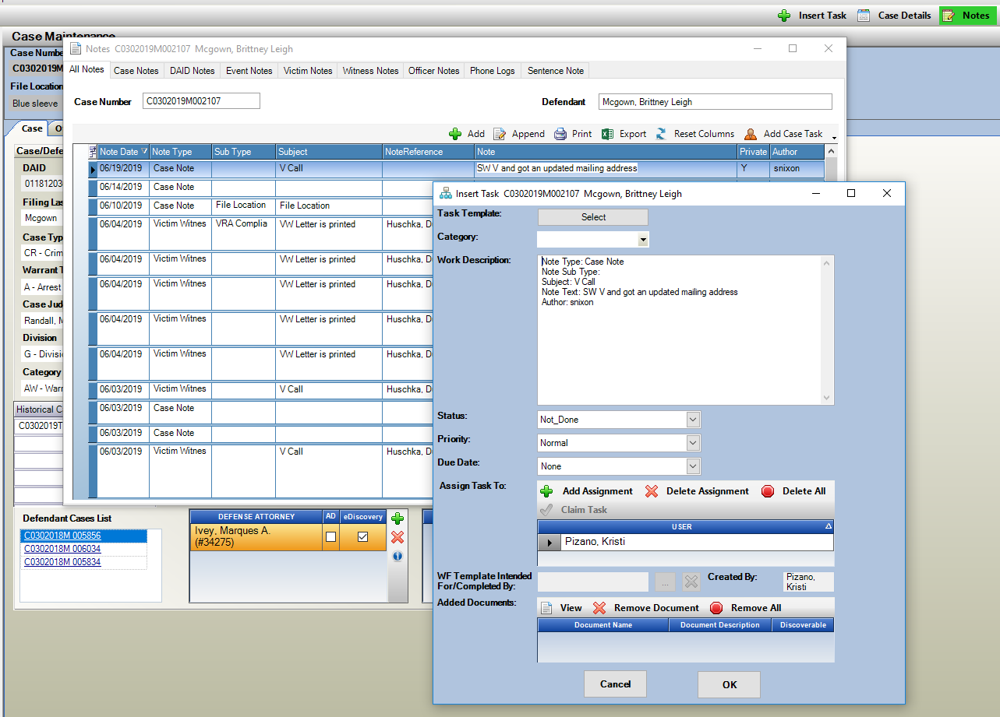 Insert Task Case Details Notes
Case Maintenance
Case Numbe
C0302019M
File Location
Blue sleeve
Case O
Case/Defe
DAID
01181203
Filing Las
Mcgown
Case Typ
CR - Crim
Warrant T
A - Arrest
Case Jud
Randall, M
Division
G - Divisi
Category
AW - Warr
Historical C
C0302019T
Notes C0302019M002107 Mcgown, Brittney Leigh
All Notes Case Notes DAID Notes Event Notes Victim Notes Witness Notes Officer Notes Phone Logs Sentence Note
Case Number C0302019M002107 Defendant Mcgown, Brittney Leigh
Add Append Print Export Reset Columns Add Case Task
Note Date Note Type Sub Type Subject NoteReference Note Private Author
06/19/2019 Case Note V Call SW V and got an updated mailing address Y snixon
06/14/2019 Case Note
06/10/2019 Case Note File Location File Location
06/04/2019 Victim Witnes VRA Complia VW Letter is printed Huschka, D
06/04/2019 Victim Witnes VW Letter is printed Huschka, D
06/04/2019 Victim Witnes VW Letter is printed Huschka, D
06/04/2019 Victim Witnes VW Letter is printed Huschka, D
06/04/2019 Victim Witnes VW Letter is printed Huschka, D
06/03/2019 Victim Witnes V Call Huschka, D
06/03/2019 Case Note
06/03/2019 Case Note
06/03/2019 Victim Witnes V Call Huschka, D
Defendant Cases List
C0302018M 005856
C0302018M 006034
C0302018M 005834
DEFENSE ATTORNEY AD eDiscovery
Ivey, Marques A.
(#34275)
Insert Task C0302019M002107 Mcgown, Brittney Leigh
Task Template: Select
Category:
Work Description:
Note Type: Case Note
Note Sub Type:
Subject: V Call
Note Text: SW V and got an updated mailing address
Author: snixon
Status: Not_Done
Priority: Normal
Due Date: None
Assign Task To: Add Assignment Delete Assignment Delete All
Claim Task
USER
Pizano, Kristi
WF Template Intended
For/Completed By:
...
Created By:
Pizano,
Kristi
Added Documents: View Remove Document Remove All
Document Name Document Description Discoverable
Cancel OK